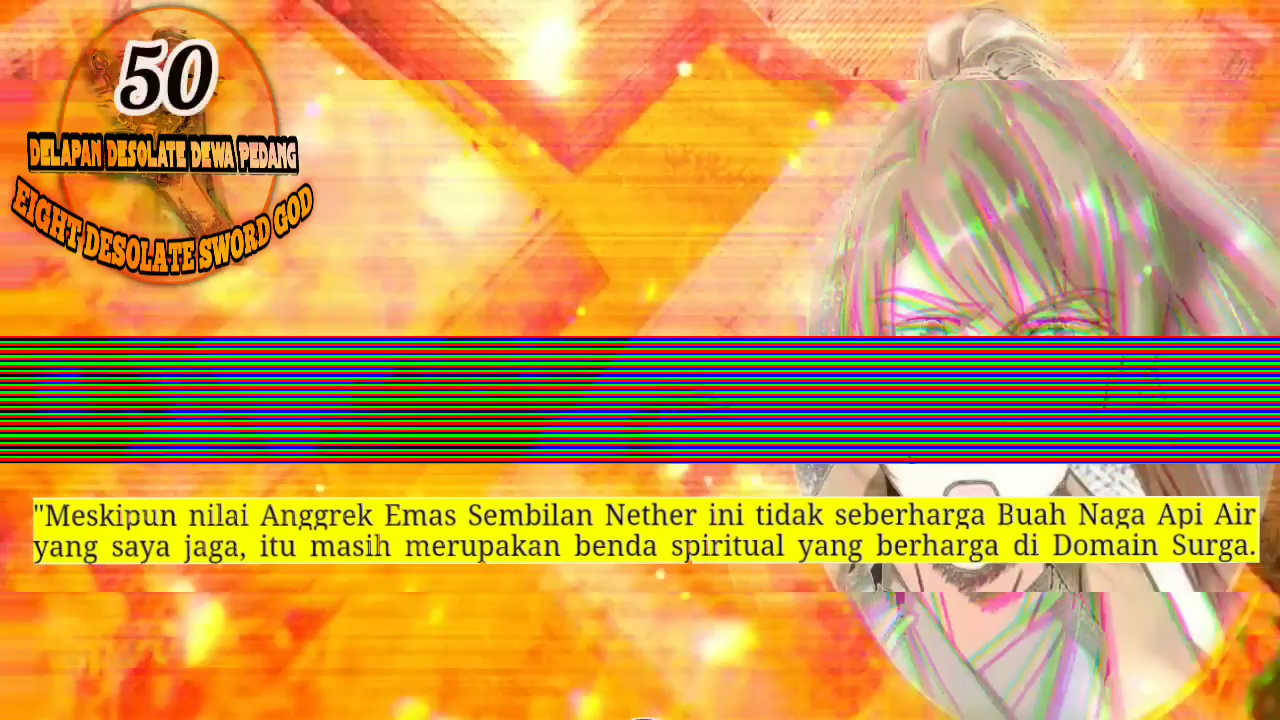 50
DELAPAN DESOLATE DEWA PEDANG
EIGHT DESOLATE SWORD GOD
"Meskipun nilai Anggrek Emas Sembilan Nether ini tidak seberharga Buah Naga Api Air
yang saya jaga, itu masih merupakan benda spiritual yang berharga di Domain Surga.